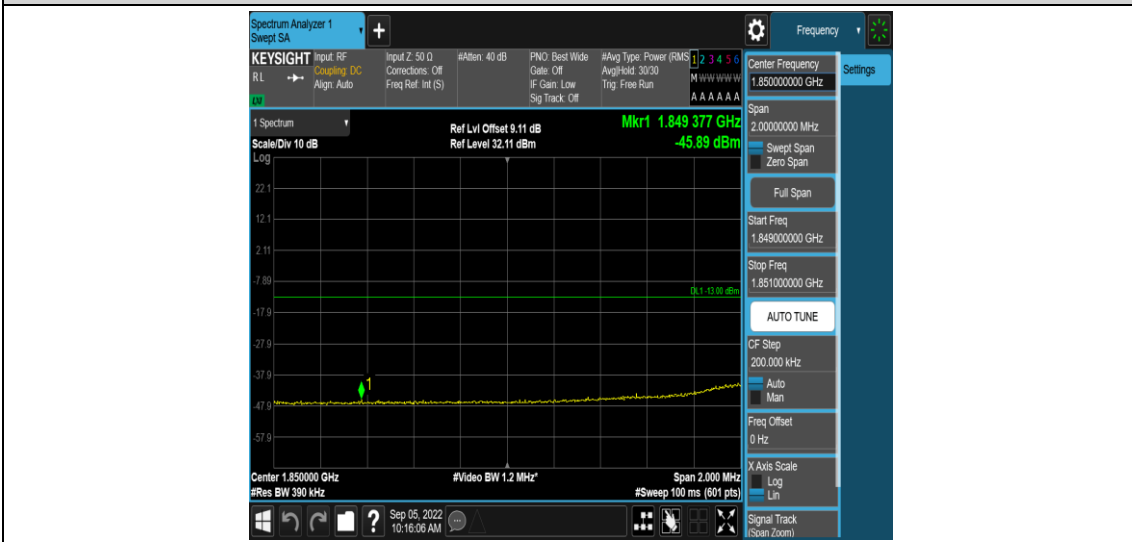 Spectrum Analyzer 1
Swept SA
+
Frequency
KEYSIGHT
RL
LXI
Input: RF
Coupling: DC
Align: Auto
Input Z: 50 Ω
Corrections: Off
Freq Ref: Int (S)
#Atten: 40 dB
PNO: Best Wide
Gate: Off
IF Gain: Low
Sig Track: Off
#Avg Type: Power (RMS
Avg|Hold: 30/30
Trig: Free Run
1 2 3 4 5 6
M W W W W W
A A A A A A
1 Spectrum
Scale/Div 10 dB
Log
Ref Lvl Offset 9.11 dB
Ref Level 32.11 dBm
Mkr1 1.849 377 GHz
-45.89 dBm
22.1
12.1
2.11
-7.89
DL1 -13.00 dBm
-17.9
-27.9
-37.9
1
-47.9
-57.9
Center 1.850000 GHz
#Video BW 1.2 MHz*
Span 2.000 MHz
#Res BW 390 kHz
#Sweep 100 ms (601 pts)
?
Sep 05, 2022
10:16:06 AM
Center Frequency
1.850000000 GHz
Settings
Span
2.00000000 MHz
Swept Span
Zero Span
Full Span
Start Freq
1.849000000 GHz
Stop Freq
1.851000000 GHz
AUTO TUNE
CF Step
200.000 kHz
Auto
Man
Freq Offset
0 Hz
X Axis Scale
Log
Lin
Signal Track
(Span Zoom)